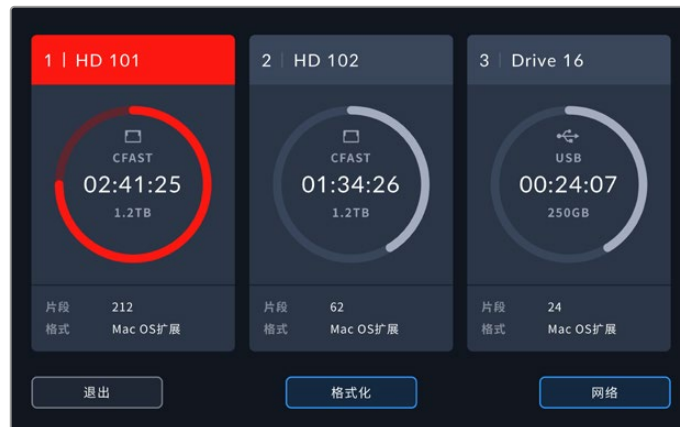 1 | HD 101
CFAST
02:41:25
1.2TB
片段 212
格式 Mac OS扩展
2 | HD 102
CFAST
01:34:26
1.2TB
片段 62
格式 Mac OS扩展
3 | Drive 16
USB
00:24:07
250GB
片段 24
格式 Mac OS扩展
退出
格式化
网络